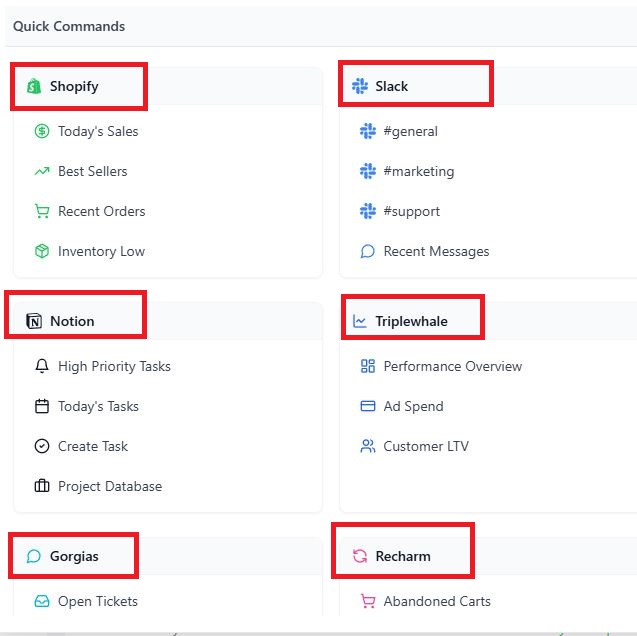 Quick Commands
Shopify
Today's Sales
Best Sellers
Recent Orders
Inventory Low
Slack
#general
#marketing
#support
Recent Messages
Notion
High Priority Tasks
Today's Tasks
Create Task
Project Database
Triplewhale
Performance Overview
Ad Spend
Customer LTV
Gorgias
Open Tickets
Recharm
Abandoned Carts